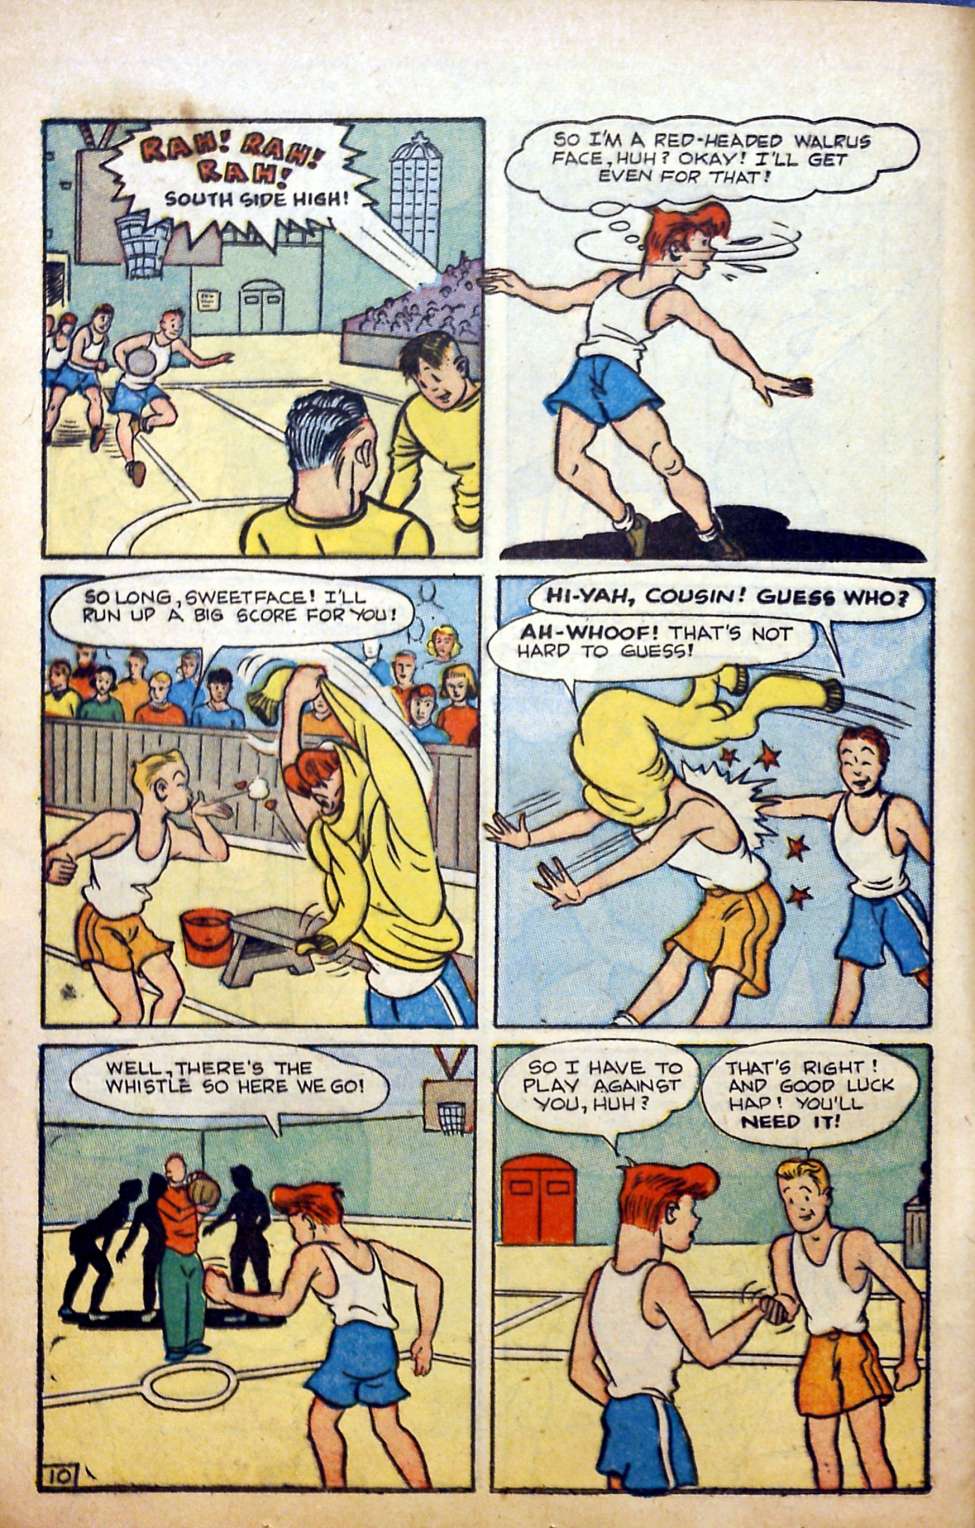 RAH! RAH!
RAH!
SOUTH SIDE HIGH!
SO I'M A RED-HEADED WALRUS
FACE, HUH? OKAY! I'LL GET
EVEN FOR THAT!
SO LONG, SWEETFACE! I'LL
RUN UP A BIG SCORE FOR YOU!
HI-YAH, COUSIN! GUESS WHO?
AH-WHOOF! THAT'S NOT
HARD TO GUESS!
WELL, THERE'S THE
WHISTLE SO HERE WE GO!
SO I HAVE TO
PLAY AGAINST
YOU, HUH?
THAT'S RIGHT!
AND GOOD LUCK
HAP! YOU'LL
NEED IT!
10